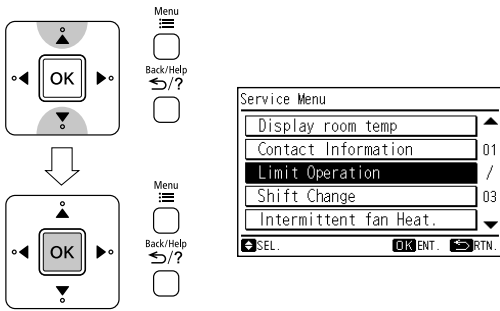 Menu
OK
Back/Help
/?
Menu
OK
Back/Help
/?
Service Menu
Display room temp
Contact Information 01
Limit Operation /
Shift Change 03
Intermittent fan Heat.
SEL. OK ENT. RTN.